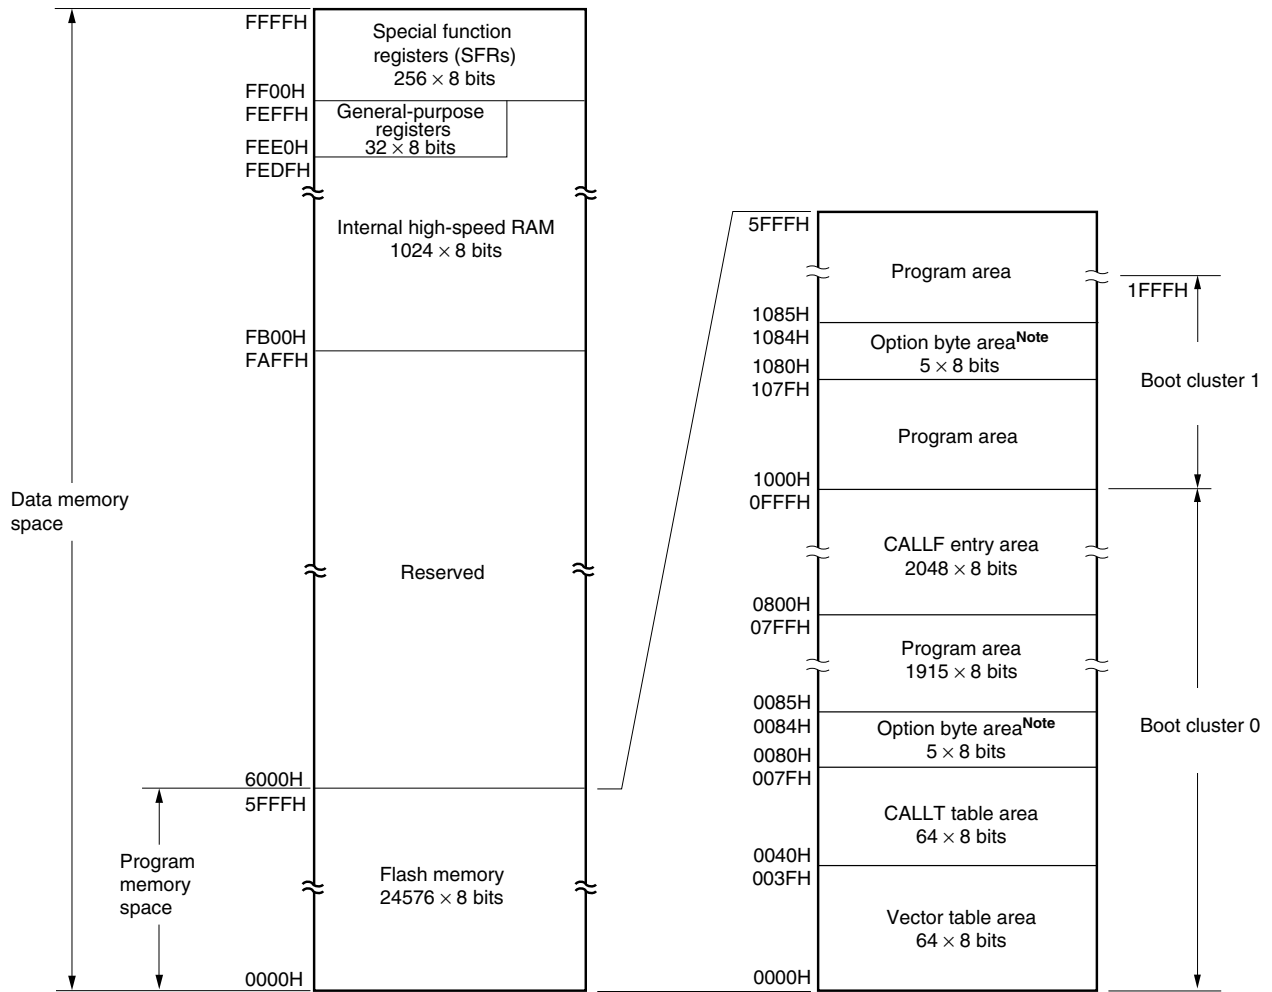 FFFFH
Special function
registers (SFRs)
256 × 8 bits
FF00H
FEFFH
General-purpose
registers
32 × 8 bits
FEE0H
FEDFH
Internal high-speed RAM
1024 × 8 bits
FB00H
FAFFH
Data memory
space
Reserved
6000H
5FFFH
Program
memory
space
Flash memory
24576 × 8 bits
0000H
5FFFH
Program area
1FFFH
1085H
1084H
Option byte areaNote
5 × 8 bits
1080H
107FH
Boot cluster 1
Program area
1000H
0FFFH
CALLF entry area
2048 × 8 bits
0800H
07FFH
Program area
1915 × 8 bits
0085H
0084H
Option byte areaNote
5 × 8 bits
Boot cluster 0
0080H
007FH
CALLT table area
64 × 8 bits
0040H
003FH
Vector table area
64 × 8 bits
0000H